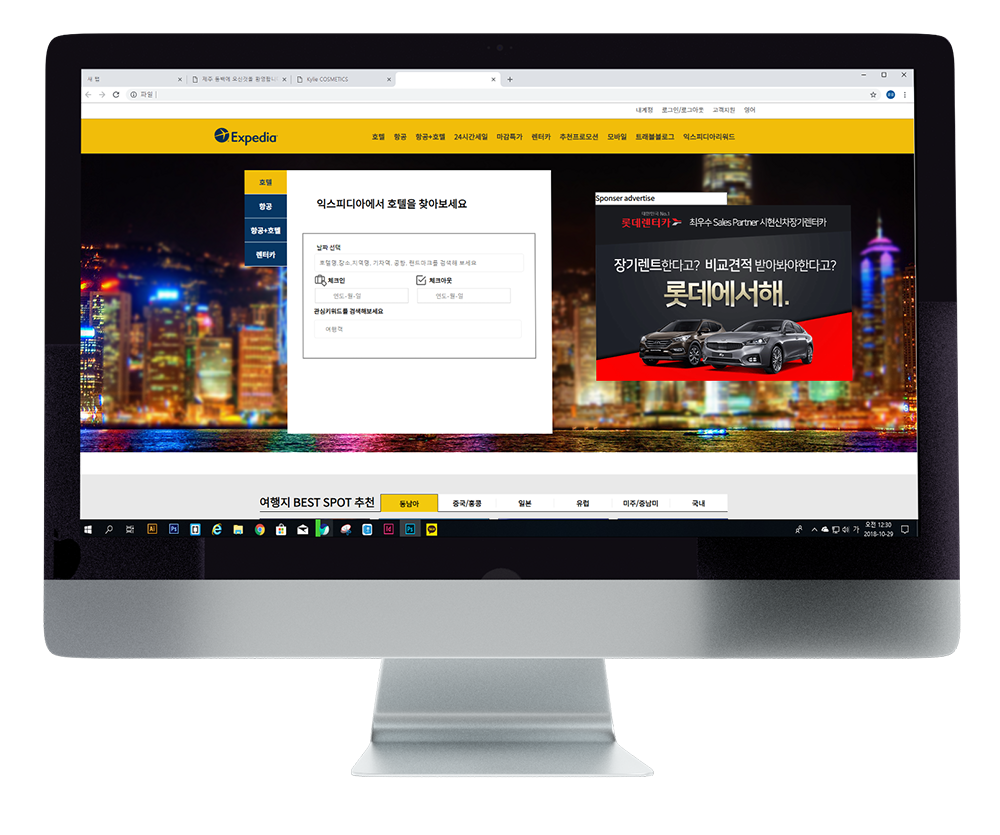 새 탭
제주 동백에 오신것을 환영합니
Kylie COSMETICS
파일
내계정 로그인/로그아웃 고객지원 영어
Expedia
호텔 항공 항공+호텔 24시간세일 마감특가 렌터카 추천프로모션 모바일 트래블블로그 익스피디아리워드
호텔
항공
항공+호텔
렌터카
익스피디아에서 호텔을 찾아보세요
날짜 선택
호텔명,장소,지역명, 기차역, 공항, 랜드마크를 검색해 보세요
체크인 체크아웃
연도-월-일 연도-월-일
관심키워드를 검색해보세요
여행객
Sponser advertise
대한민국 No.1
롯데렌터카 최우수 Sales Partner 시현신차장기렌터카
장기렌트한다고? 비교견적 받아봐야한다고?
롯데에서해.
여행지 BEST SPOT 추천 동남아 중국/홍콩 일본 유럽 미주/중남미 국내
Ai Ps Id Ps
가 오전 12:30
2018-10-29